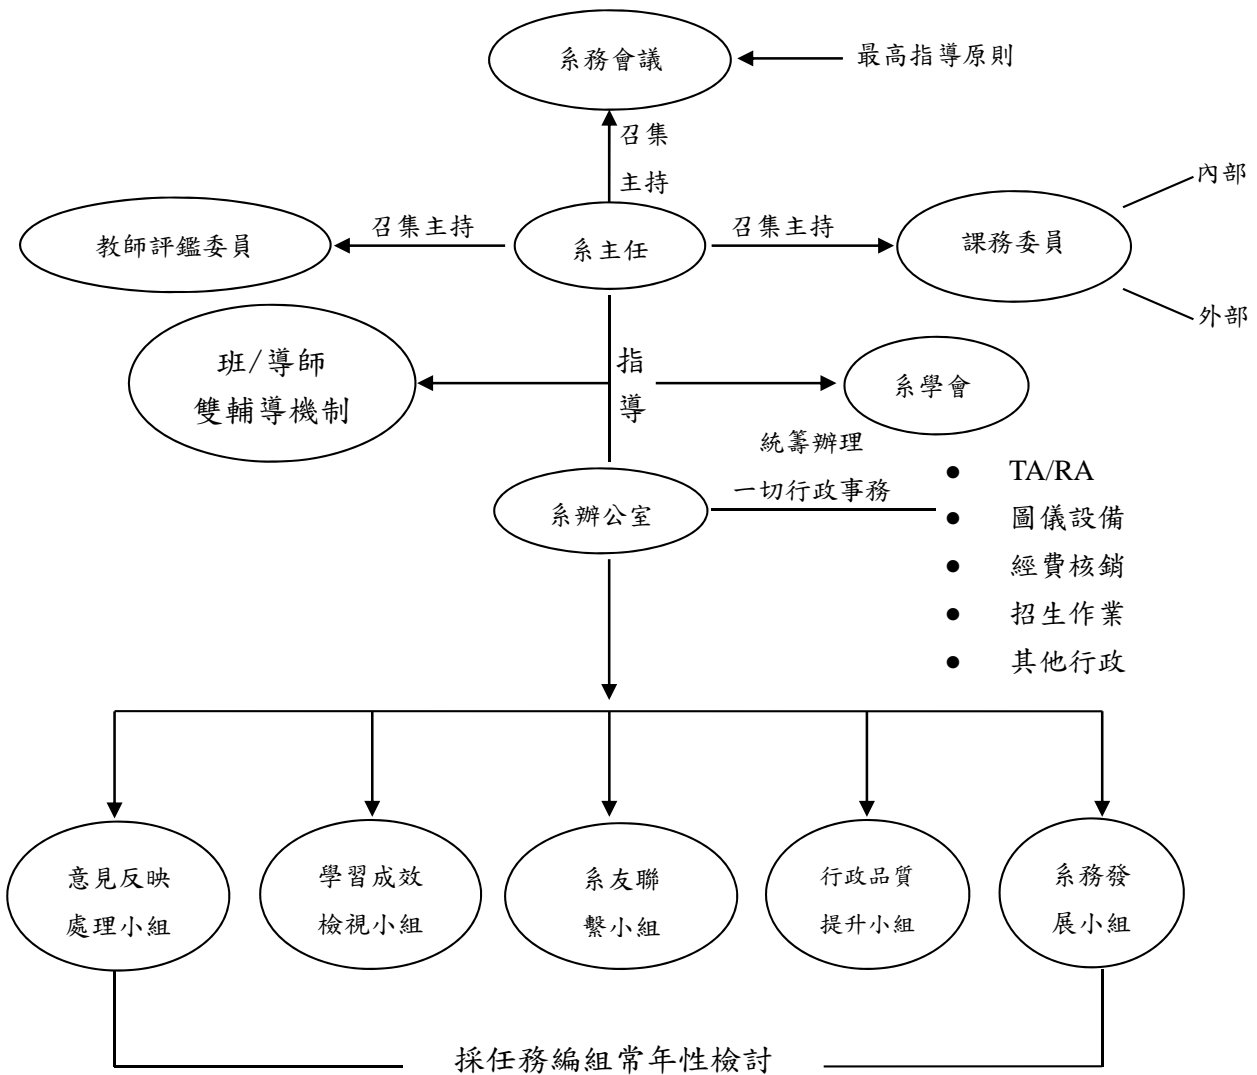 系務會議
最高指導原則
召集
主持
內部
教師評鑑委員
召集主持
系主任
召集主持
課務委員
外部
班/導師
雙輔導機制
指
導
系學會
統籌辦理
一切行政事務
系辦公室
● TA/RA
● 圖儀設備
● 經費核銷
● 招生作業
● 其他行政
意見反映
處理小組
學習成效
檢視小組
系友聯
繫小組
行政品質
提升小組
系務發
展小組
採任務編組常年性檢討